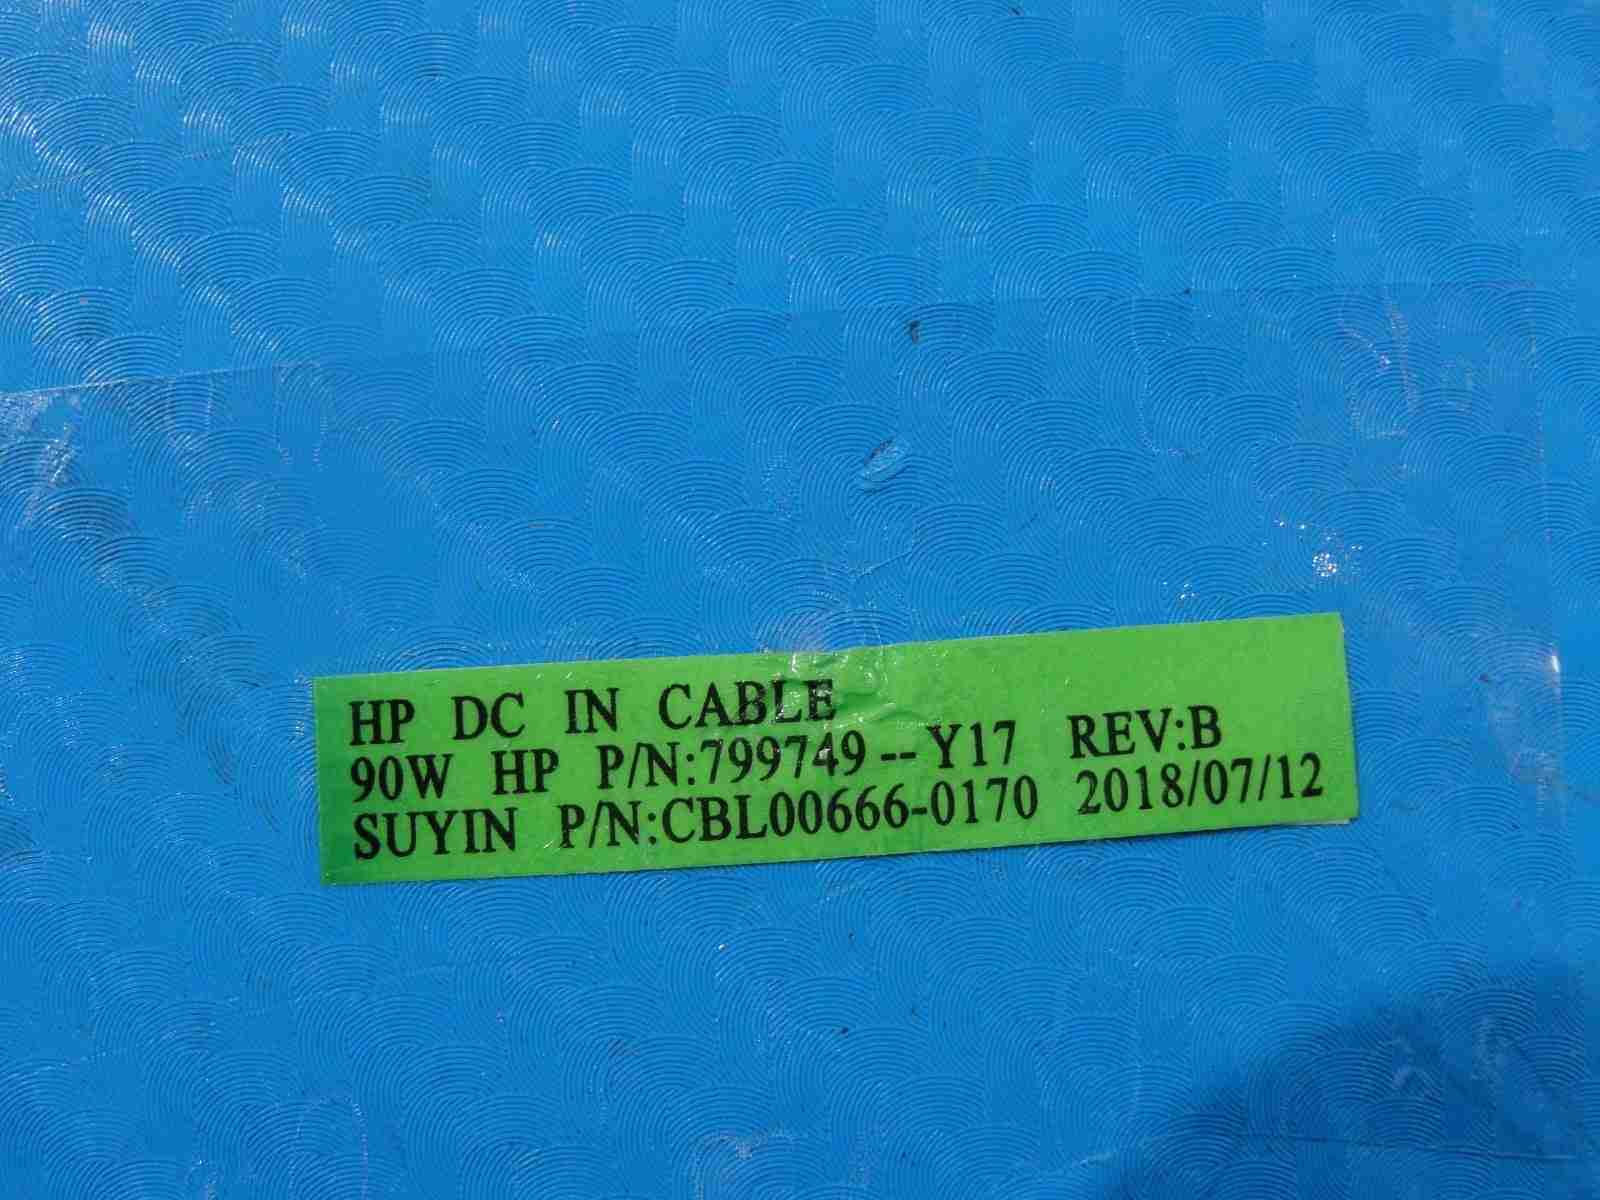 HP DC IN CABLE
90W HP P/N:799749--Y17 REV:B
SUYIN P/N:CBL00666-0170 2018/07/12